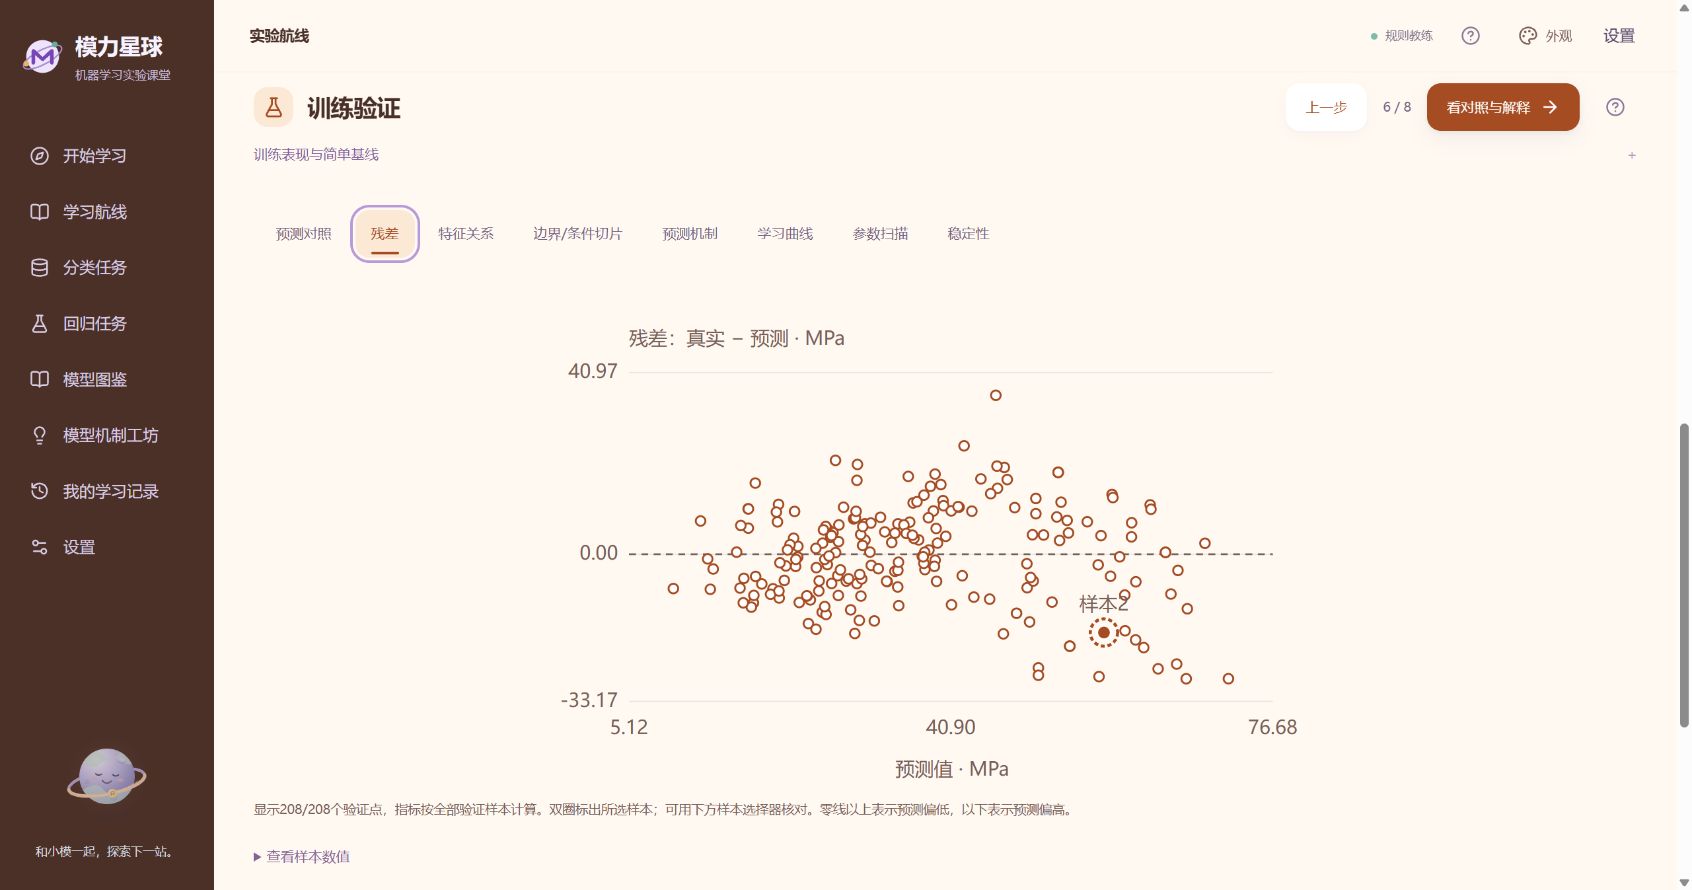 模力星球
机器学习实验课堂
开始学习
学习航线
分类任务
回归任务
模型图鉴
模型机制工坊
我的学习记录
设置
和小模一起，探索下一站。
实验航线
规则教练
外观
设置
训练验证
上一步
6 / 8
看对照与解释
训练表现与简单基线
预测对照
残差
特征关系
边界/条件切片
预测机制
学习曲线
参数扫描
稳定性
残差：真实 − 预测 · MPa
40.97
0.00
样本2
-33.17
5.12
40.90
76.68
预测值 · MPa
显示208/208个验证点，指标按全部验证样本计算。双圈标出所选样本；可用下方样本选择器核对。零线以上表示预测偏低，以下表示预测偏高。
查看样本数值